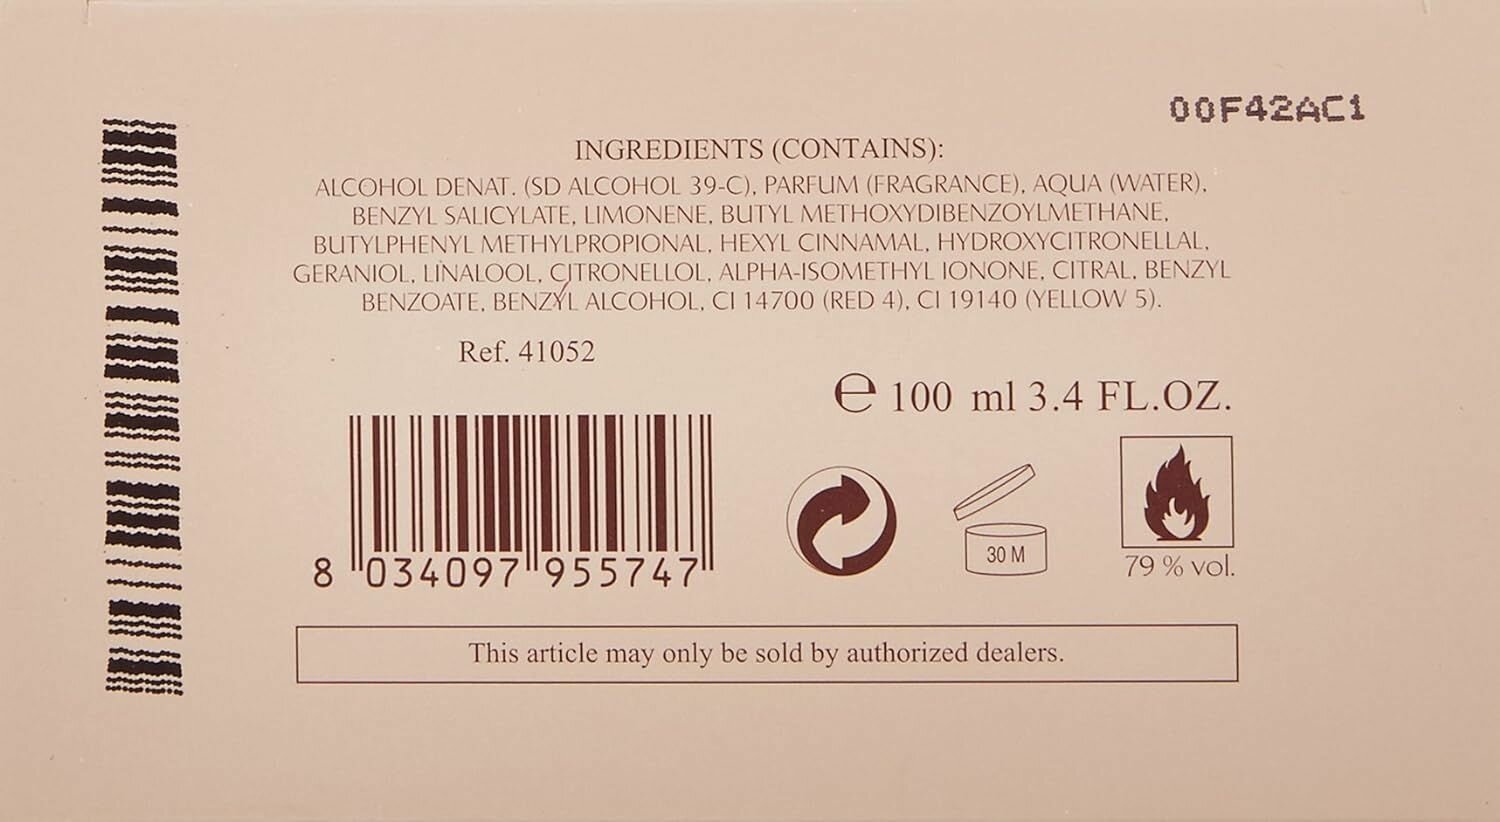 00F42AC1
INGREDIENTS (CONTAINS):
ALCOHOL DENAT. (SD ALCOHOL 39-C), PARFUM (FRAGRANCE), AQUA (WATER),
BENZYL SALICYLATE, LIMONENE, BUTYL METHOXYDIBENZOYLMETHANE,
BUTYLPHENYL METHYLPROPIONAL, HEXYL CINNAMAL, HYDROXYCITRONELLAL,
GERANIOL, LINALOOL, CITRONELLOL, ALPHA-ISOMETHYL IONONE, CITRAL, BENZYL
BENZOATE, BENZYL ALCOHOL, CI 14700 (RED 4), CI 19140 (YELLOW 5).
Ref. 41052
e 100 ml 3.4 FL.OZ.
30 M
79 % vol.
8 034097 955747
This article may only be sold by authorized dealers.